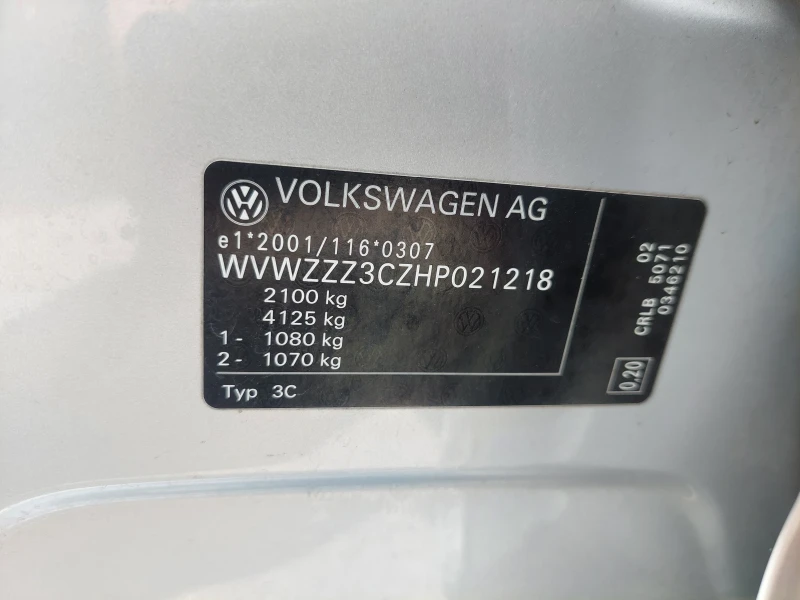 VOLKSWAGEN AG
e1*2001/116*0307
WVWZZZ3CZHP021218
2100 kg
4125 kg
1 - 1080 kg
2 - 1070 kg
Typ 3C
02
CRLB 5071
0346210
0.20